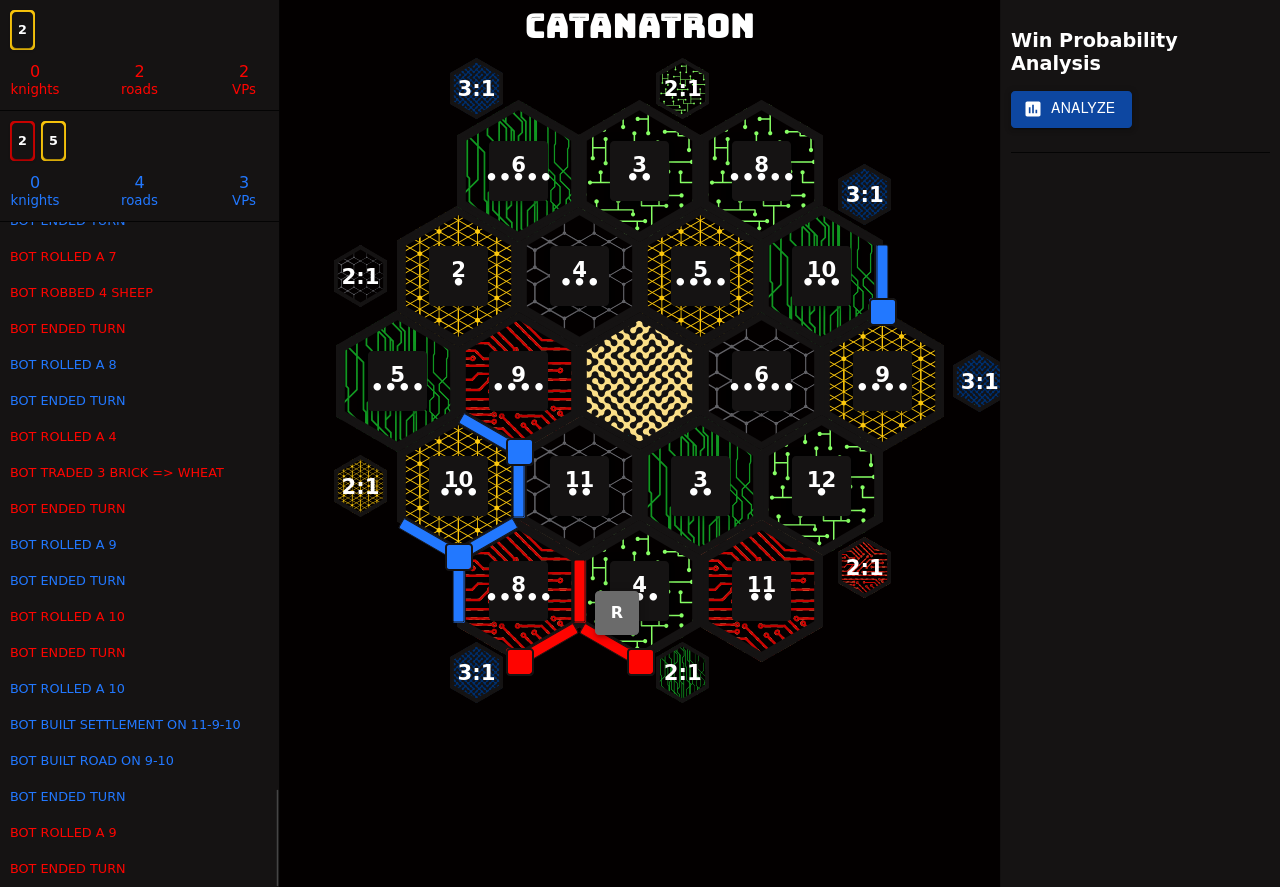 2
0 2 2
knights roads VPs
2 5
0 4 3
knights roads VPs
BOT ENDED TURN
BOT ROLLED A 7
BOT ROBBED 4 SHEEP
BOT ENDED TURN
BOT ROLLED A 8
BOT ENDED TURN
BOT ROLLED A 4
BOT TRADED 3 BRICK => WHEAT
BOT ENDED TURN
BOT ROLLED A 9
BOT ENDED TURN
BOT ROLLED A 10
BOT ENDED TURN
BOT ROLLED A 10
BOT BUILT SETTLEMENT ON 11-9-10
BOT BUILT ROAD ON 9-10
BOT ENDED TURN
BOT ROLLED A 9
BOT ENDED TURN
CATANATRON
3:1 2:1
6 3 8
3:1
2:1 2 4 5 10
5 9 6 9 3:1
2:1 10 11 3 12
2:1
8 4 11
R
3:1 2:1
Win Probability
Analysis
ANALYZE